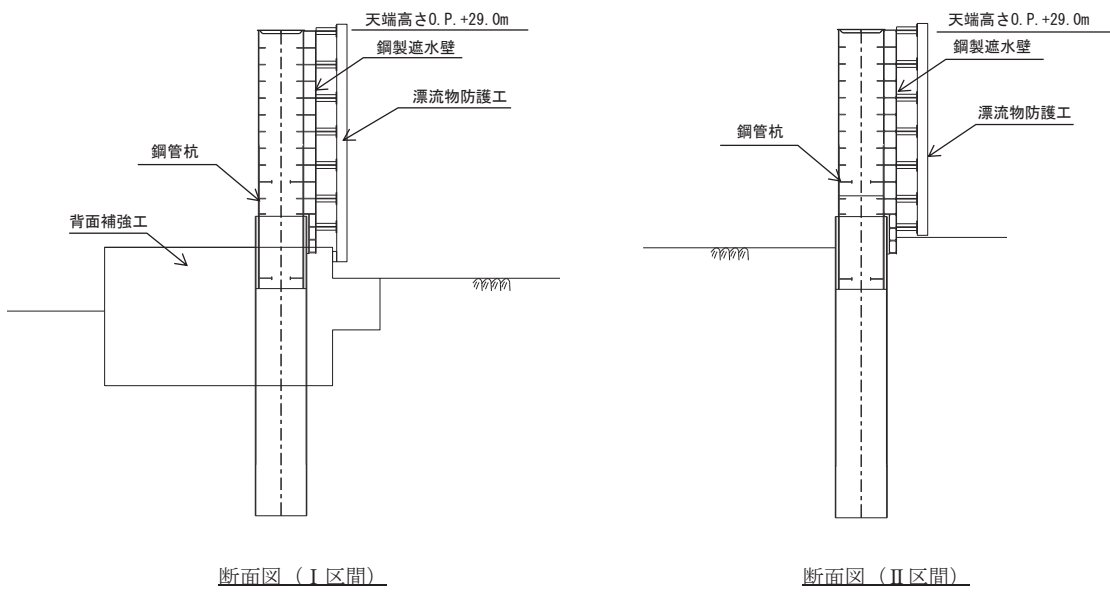 天端高さO.P.+29.0m
鋼製遮水壁
漂流物防護工
鋼管杭
背面補強工
断面図（Ⅰ区間）
天端高さO.P.+29.0m
鋼製遮水壁
漂流物防護工
鋼管杭
断面図（Ⅱ区間）